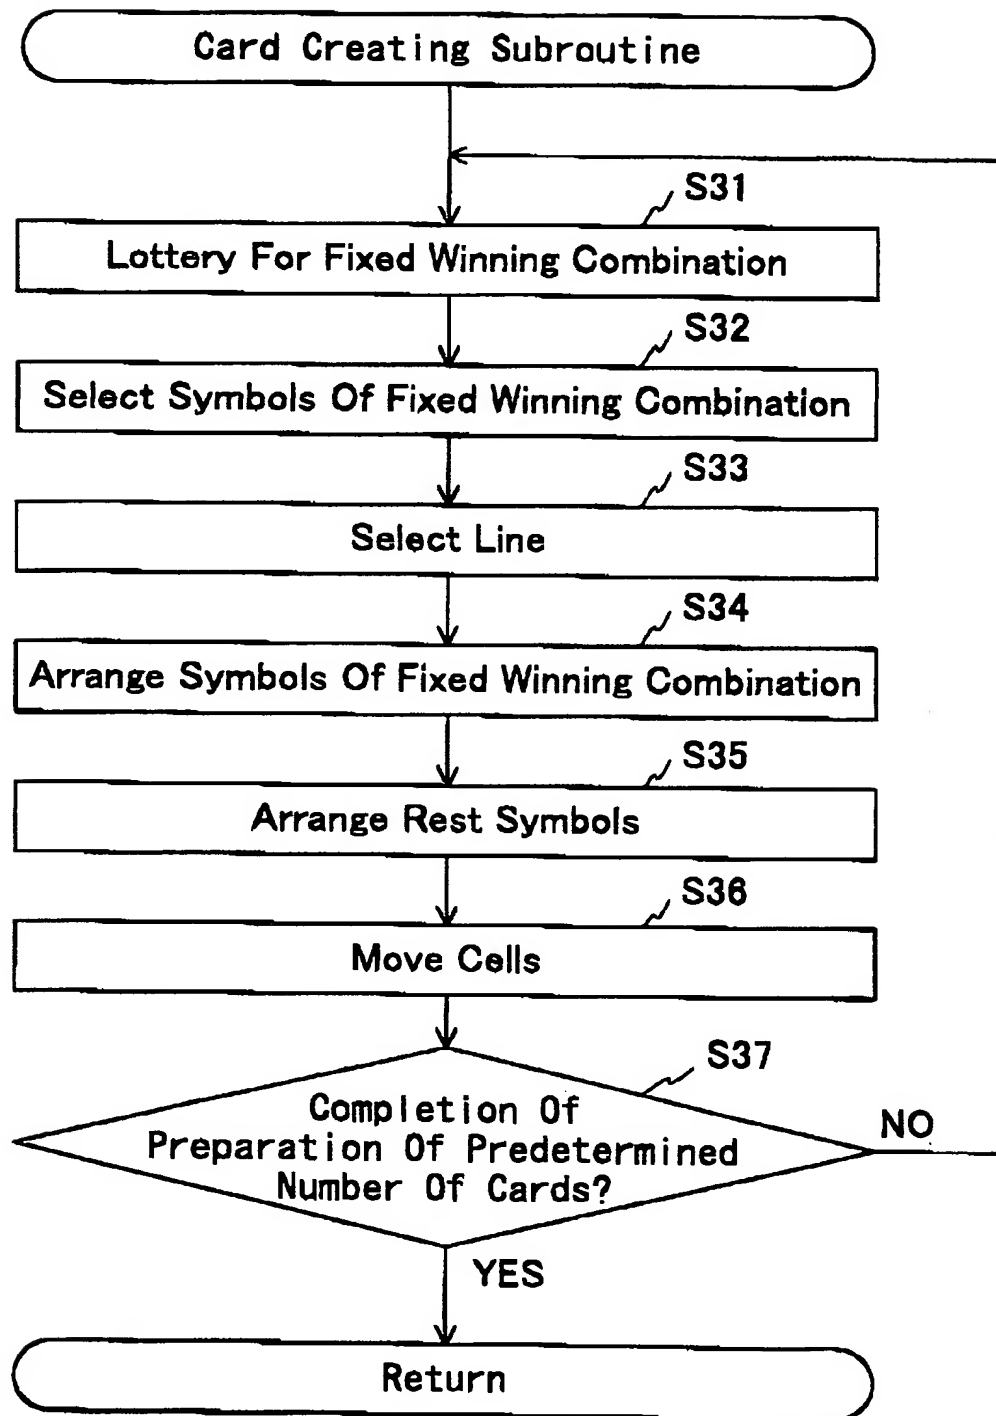 Card Creating Subroutine
S31
Lottery For Fixed Winning Combination
S32
Select Symbols Of Fixed Winning Combination
S33
Select Line
S34
Arrange Symbols Of Fixed Winning Combination
S35
Arrange Rest Symbols
S36
Move Cells
S37
Completion Of
Preparation Of Predetermined
Number Of Cards?
NO
YES
Return